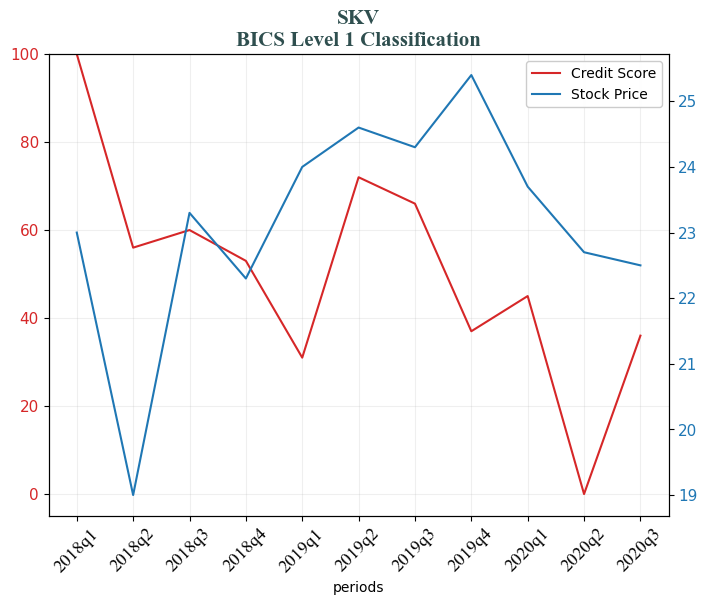 SKV
BICS Level 1 Classification
Credit Score
Stock Price
100
80
60
40
20
0
25
24
23
22
21
20
19
2018q1
2018q2
2018q3
2018q4
2019q1
2019q2
2019q3
2019q4
2020q1
2020q2
2020q3
periods